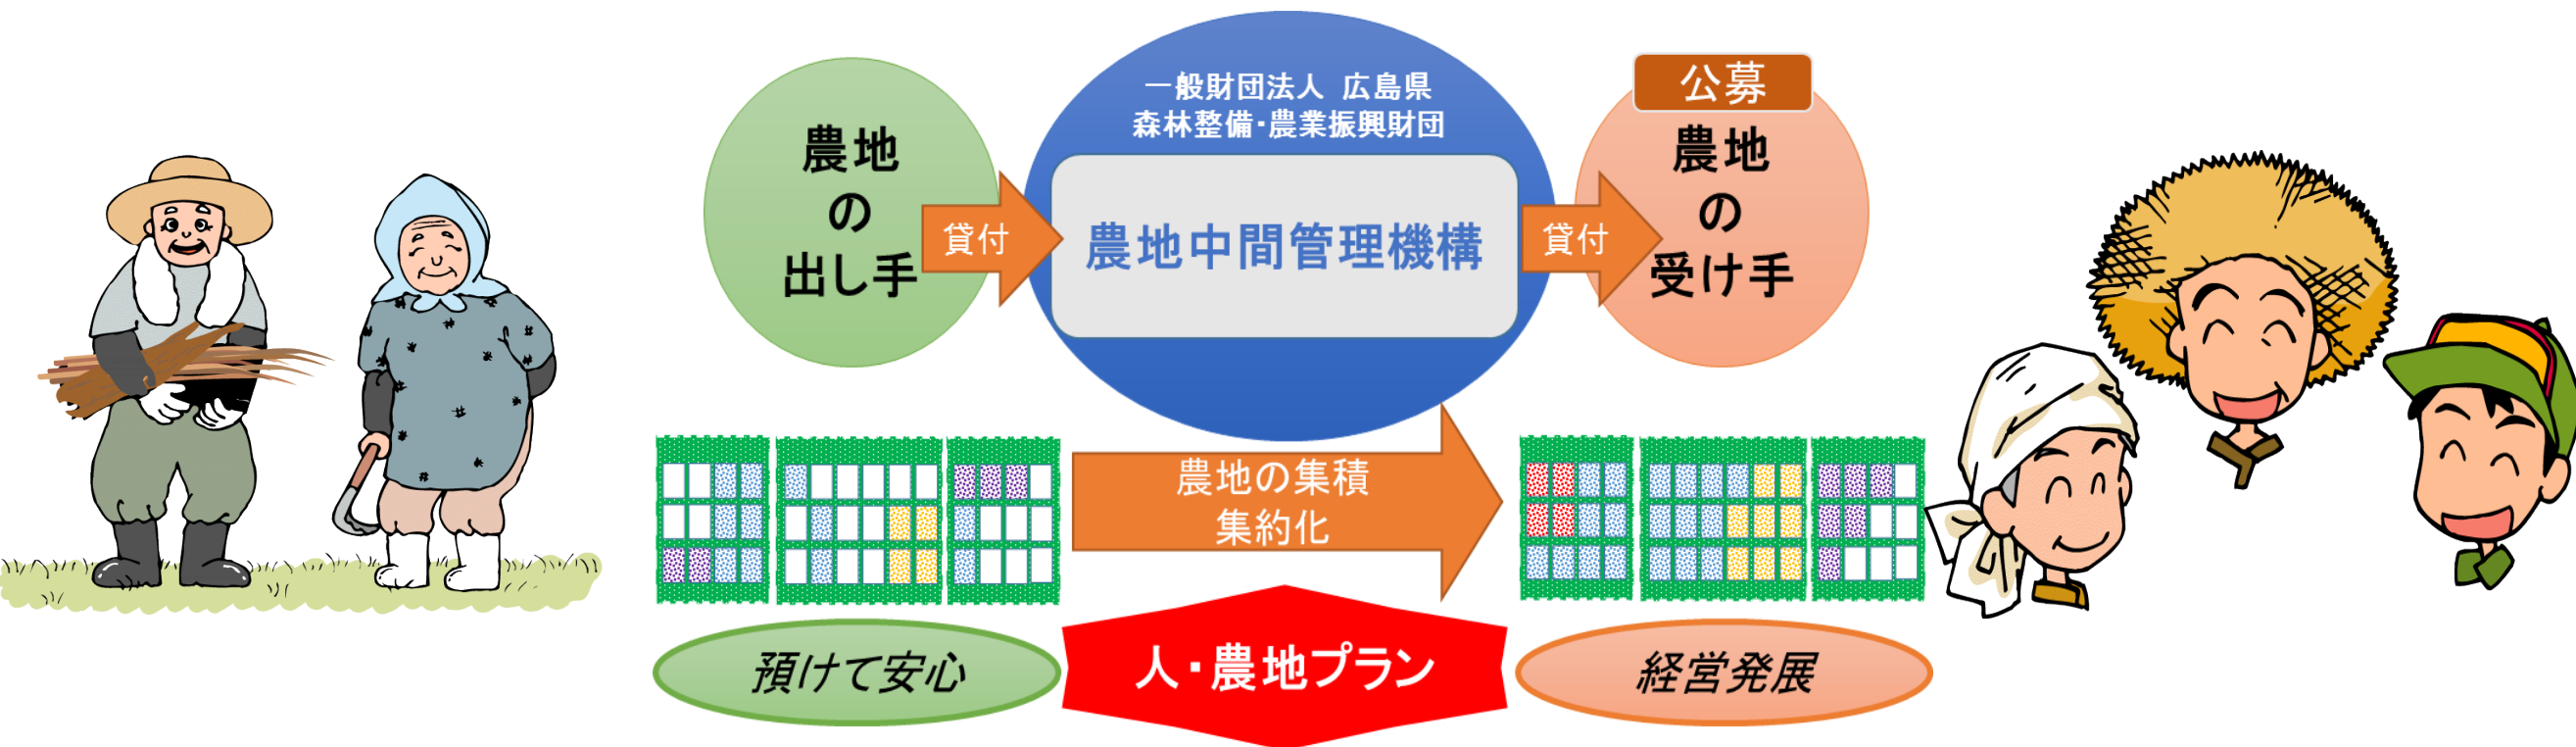 農地
の
出し手
貸付
一般財団法人 広島県
森林整備・農業振興財団
農地中間管理機構
貸付
公募
農地
の
受け手
農地の集積
集約化
預けて安心
人・農地プラン
経営発展